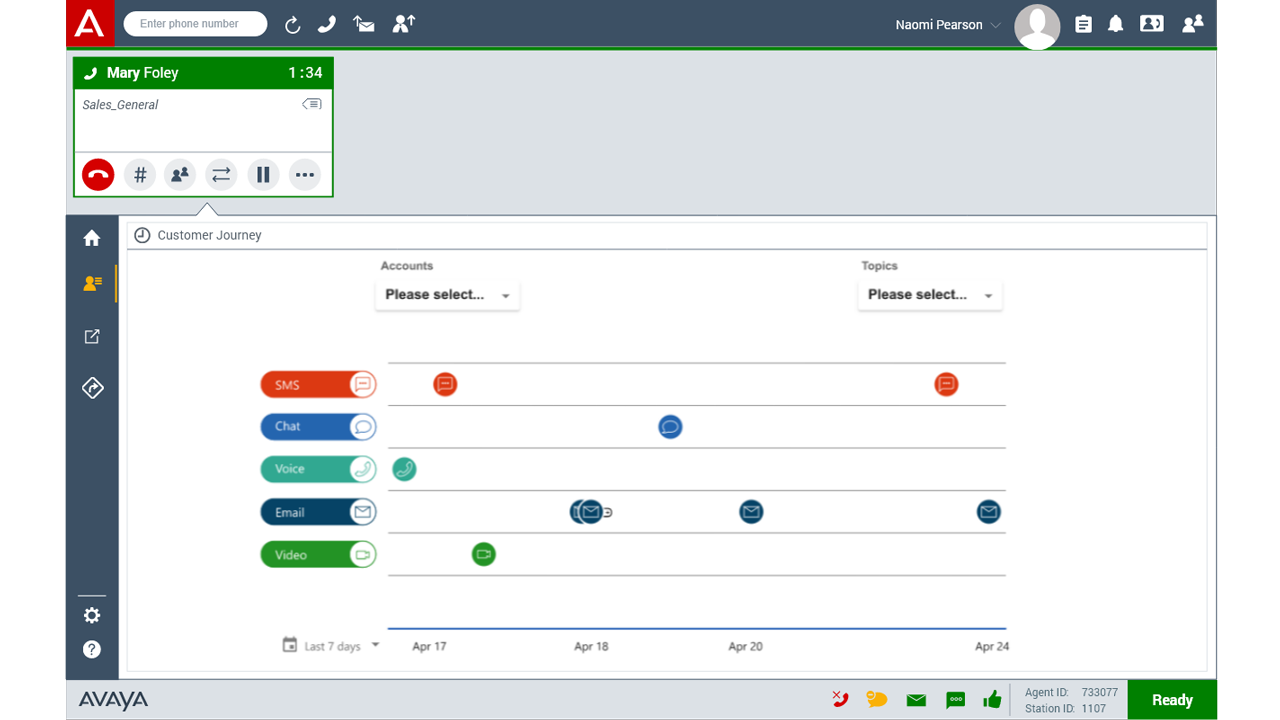 Enter phone number
Naomi Pearson
Mary Foley 1:34
Sales_General
#
Customer Journey
Accounts Topics
Please select... Please select...
SMS
Chat
Voice
Email
Video
Last 7 days Apr 17 Apr 18 Apr 20 Apr 24
?
AVAYA
Agent ID: 733077
Station ID: 1107
Ready